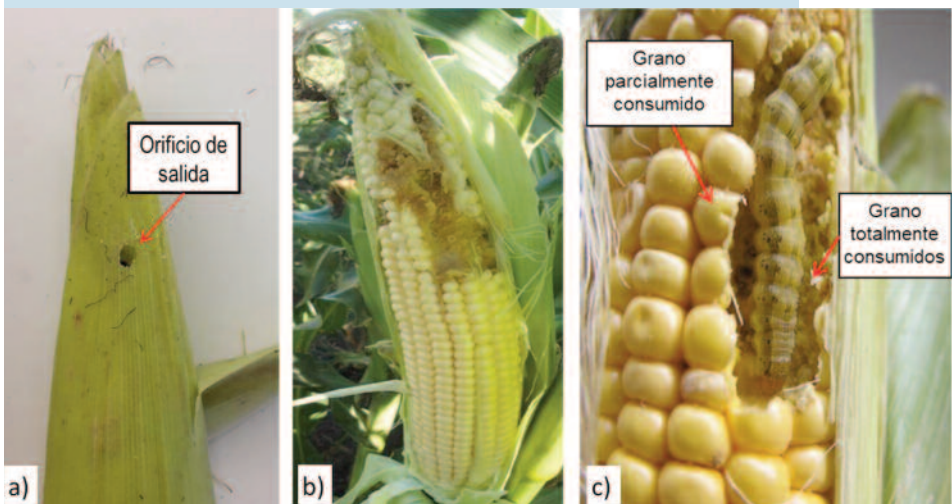 Orificio de
salida
a)
b)
Grano
parcialmente
consumido
Grano
totalmente
consumidos
c)